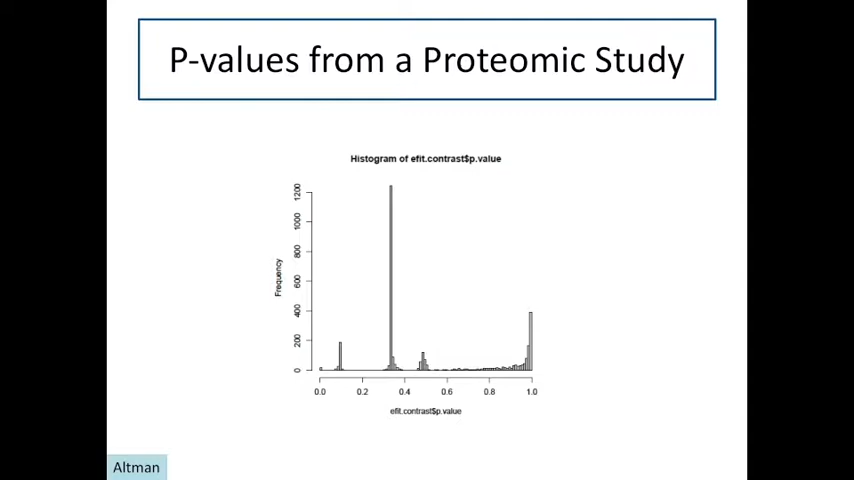 P-values from a Proteomic Study
Histogram of efit.contrast$p.value
Frequency
1200
1000
800
600
400
200
0
0.0 0.2 0.4 0.6 0.8 1.0
efit.contrast$p.value
Altman